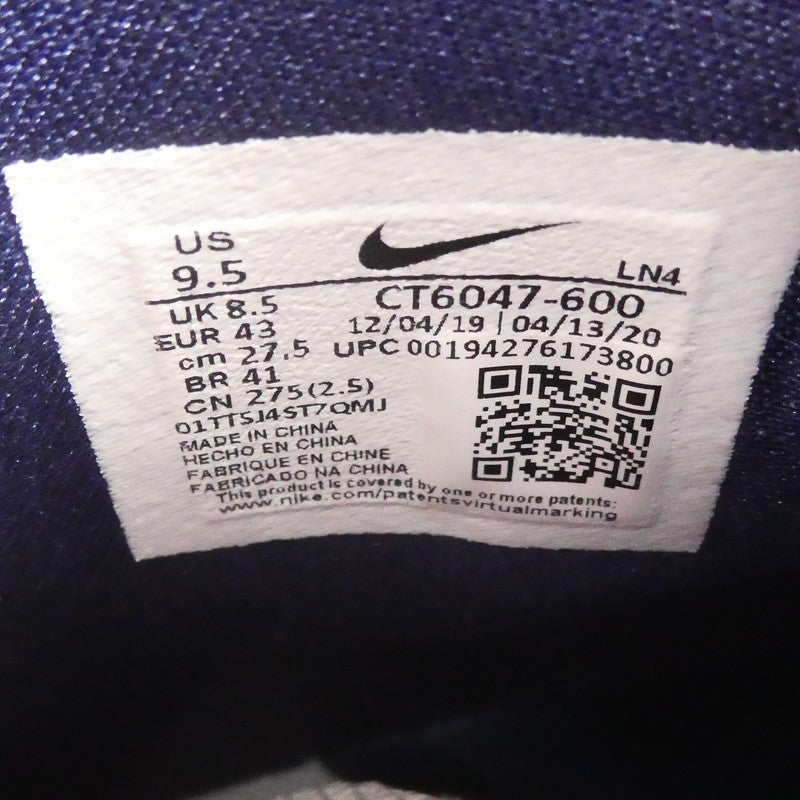 US
9.5
LN4
UK 8.5
CT6047-600
EUR 43
12/04/19 | 04/13/20
cm 27.5
UPC 00194276173800
BR 41
CN 275(2.5)
01TT5J4ST7QMJ
MADE IN CHINA
HECHO EN CHINA
FABRIQUE EN CHINE
FABRICADO NA CHINA
This product is covered by one or more patents:
www.nike.com/patentsvirtualmarking